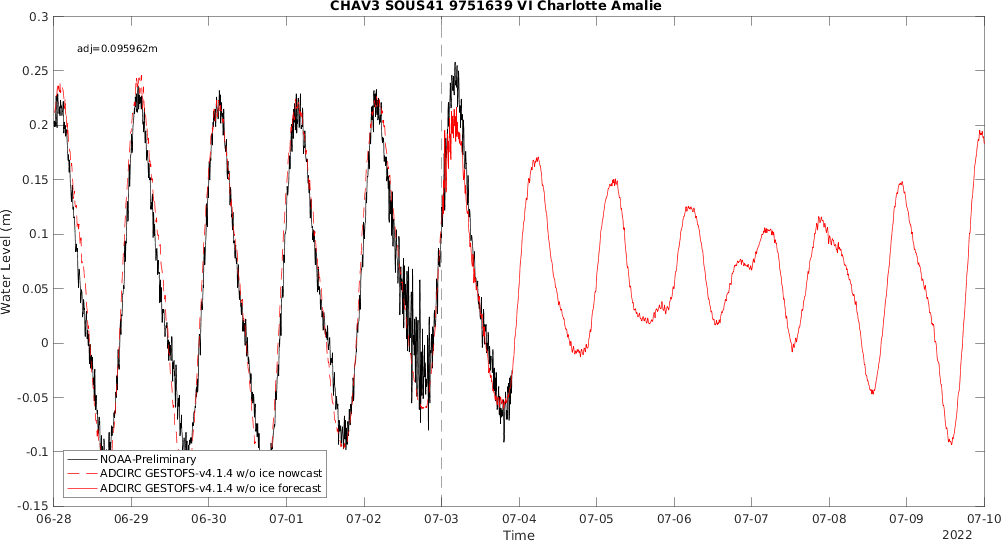 CHAV3 SOUS41 9751639 VI Charlotte Amalie
0.3
adj=0.095962m
0.25
0.2
0.15
0.1
0.05
0
-0.05
-0.1
-0.15
Water Level (m)
NOAA-Preliminary
ADCIRC GESTOFS-v4.1.4 w/o ice nowcast
ADCIRC GESTOFS-v4.1.4 w/o ice forecast
06-28 06-29 06-30 07-01 07-02 07-03 07-04 07-05 07-06 07-07 07-08 07-09 07-10
Time
2022